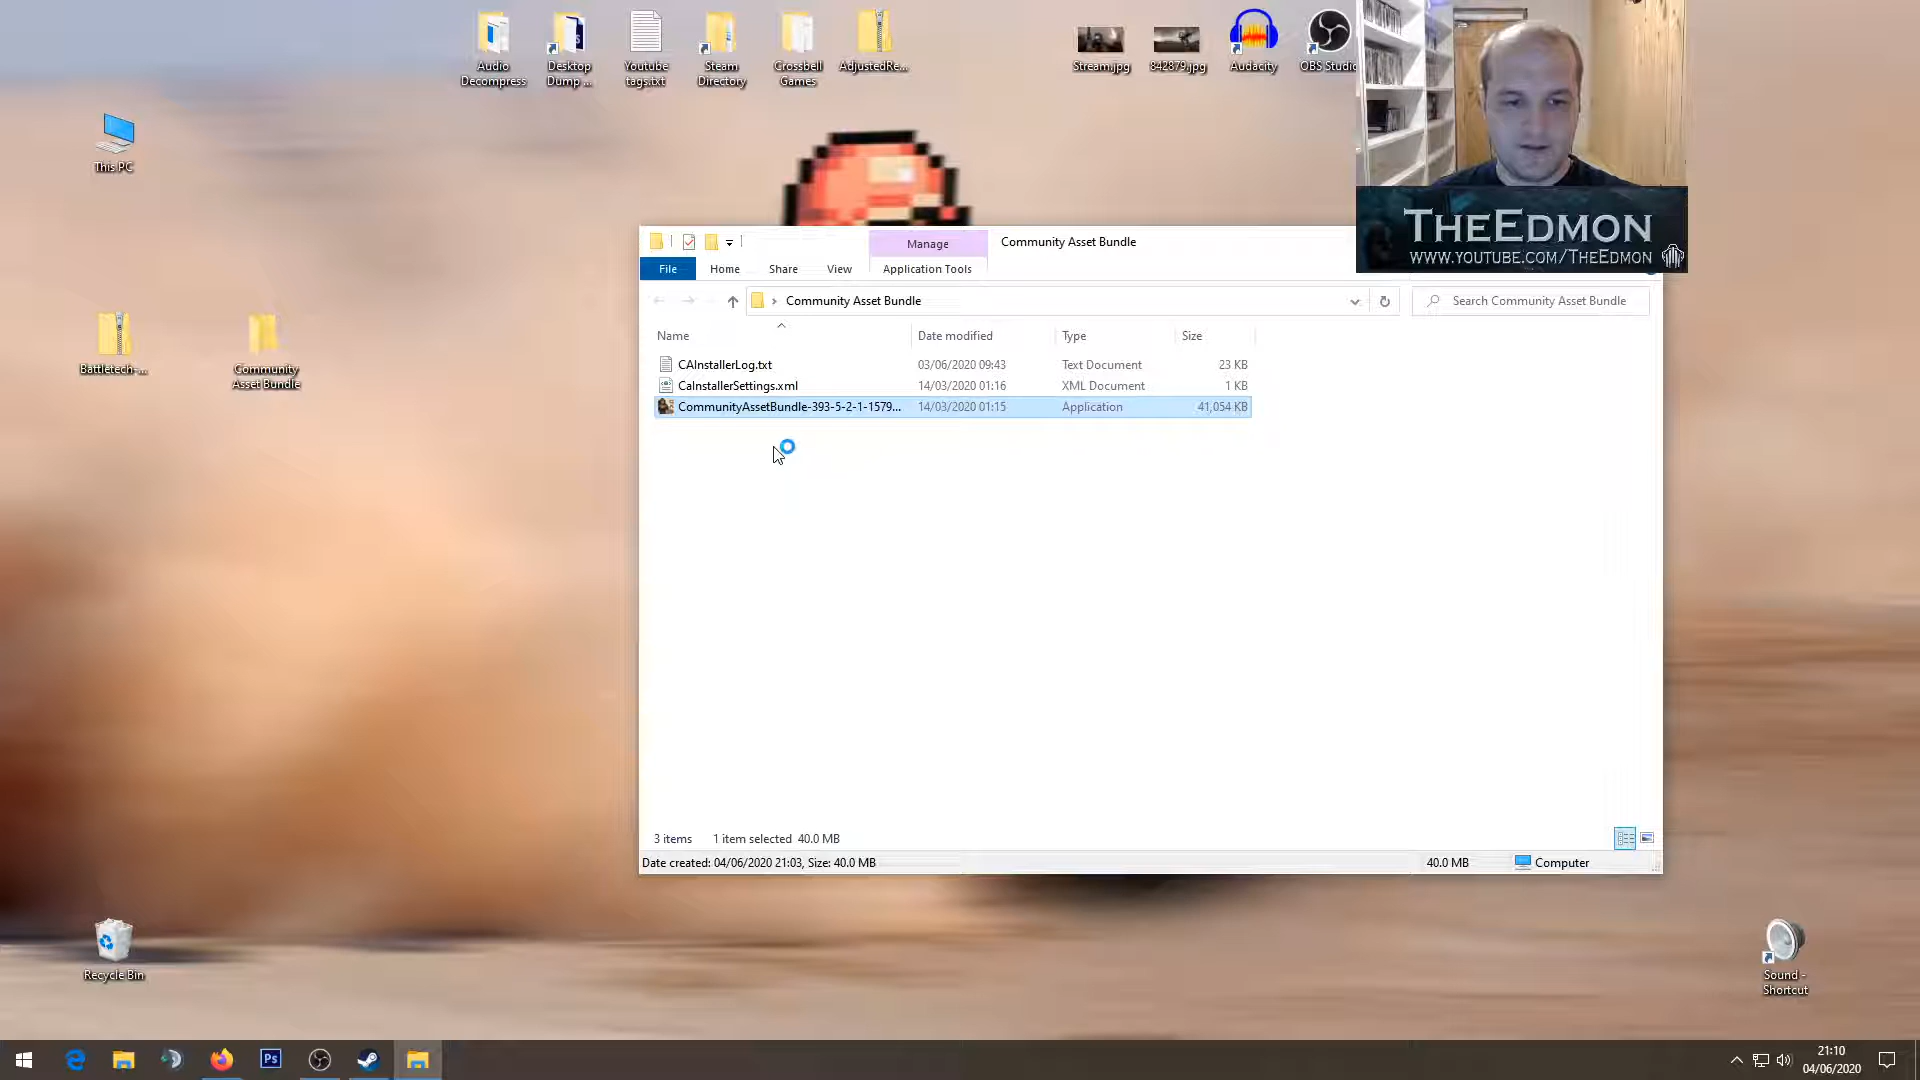 Audio
Decompress
Desktop
Dump ...
Youtube
tags.txt
Steam
Directory
Crossbell
Games
AdjustedRe...
Stream.jpg
842879.jpg
Audacity
OBS Studio
This PC
Battletech-...
Community
Asset Bundle
THEEDMON
WWW.YOUTUBE.COM/THEEDMON
Manage
Community Asset Bundle
File
Home
Share
View
Application Tools
Community Asset Bundle
Search Community Asset Bundle
Name
Date modified
Type
Size
CAInstallerLog.txt
03/06/2020 09:43
Text Document
23 KB
CaInstallerSettings.xml
14/03/2020 01:16
XML Document
1 KB
CommunityAssetBundle-393-5-2-1-1579...
14/03/2020 01:15
Application
41,054 KB
3 items
1 item selected 40.0 MB
Date created: 04/06/2020 21:03, Size: 40.0 MB
40.0 MB
Computer
Recycle Bin
Sound -
Shortcut
Ps
21:10
04/06/2020